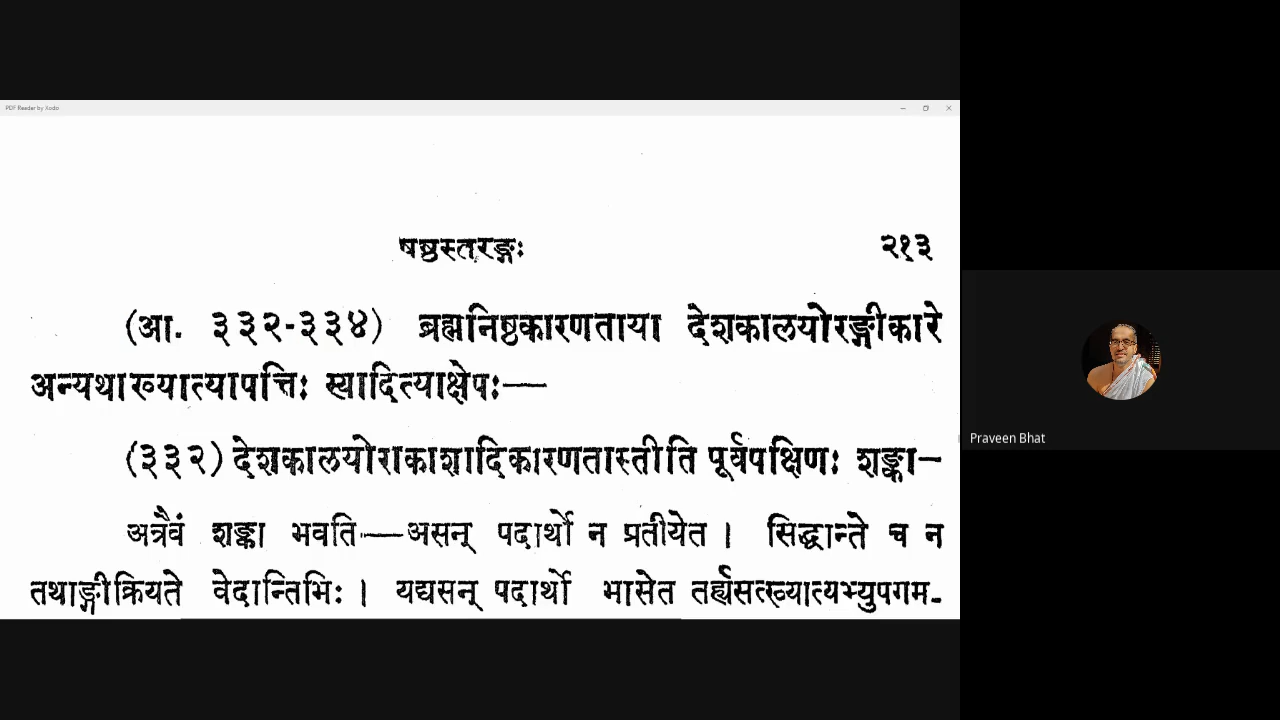 PDF Reader by Xodo
षष्ठस्तरङ्गः २१३
(आ. ३३२-३३४) ब्रह्मनिष्ठकारणताया देशकालयोरङ्गीकारे
अन्यथाख्यात्यापत्तिः स्यादित्याक्षेपः—
(३३२) देशकालयोराकाशादिकारणतास्तीति पूर्वपक्षिणः शङ्का—
अत्रैवं शङ्का भवति—असन् पदार्थो न प्रतीयेत । सिद्धान्ते च न
तथाङ्गीक्रियते वेदान्तिभिः । यद्यसन् पदार्थो भासेत तर्ह्यसत्ख्यात्यभ्युपगम-
Praveen Bhat